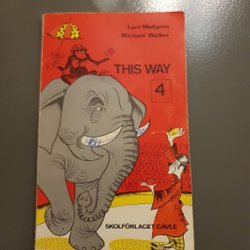 Lars Mellgren
Michael Walker
THIS WAY
4
SKOLFÖRLAGET GÄVLE